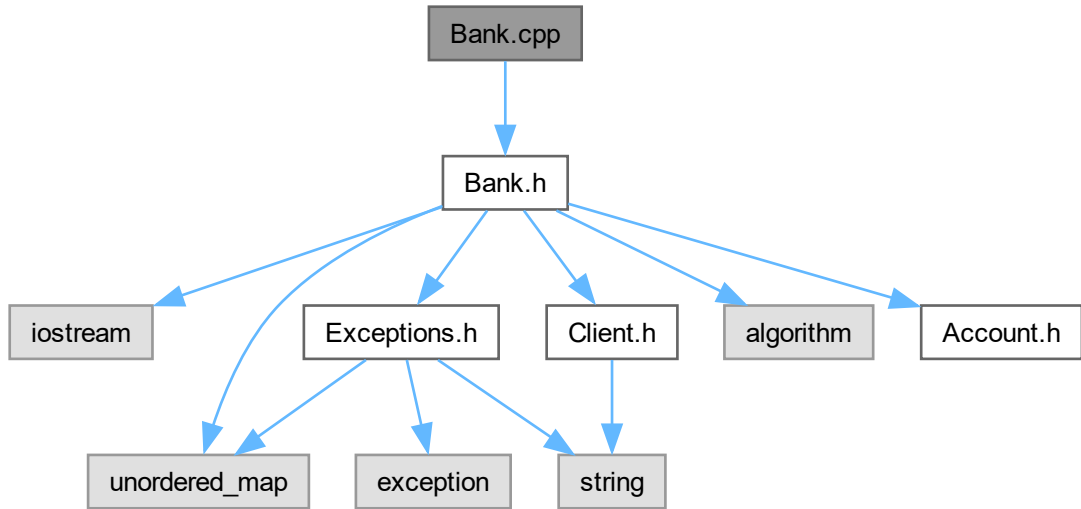 Bank.cpp
Bank.h
iostream
Exceptions.h
Client.h
algorithm
Account.h
unordered_map
exception
string